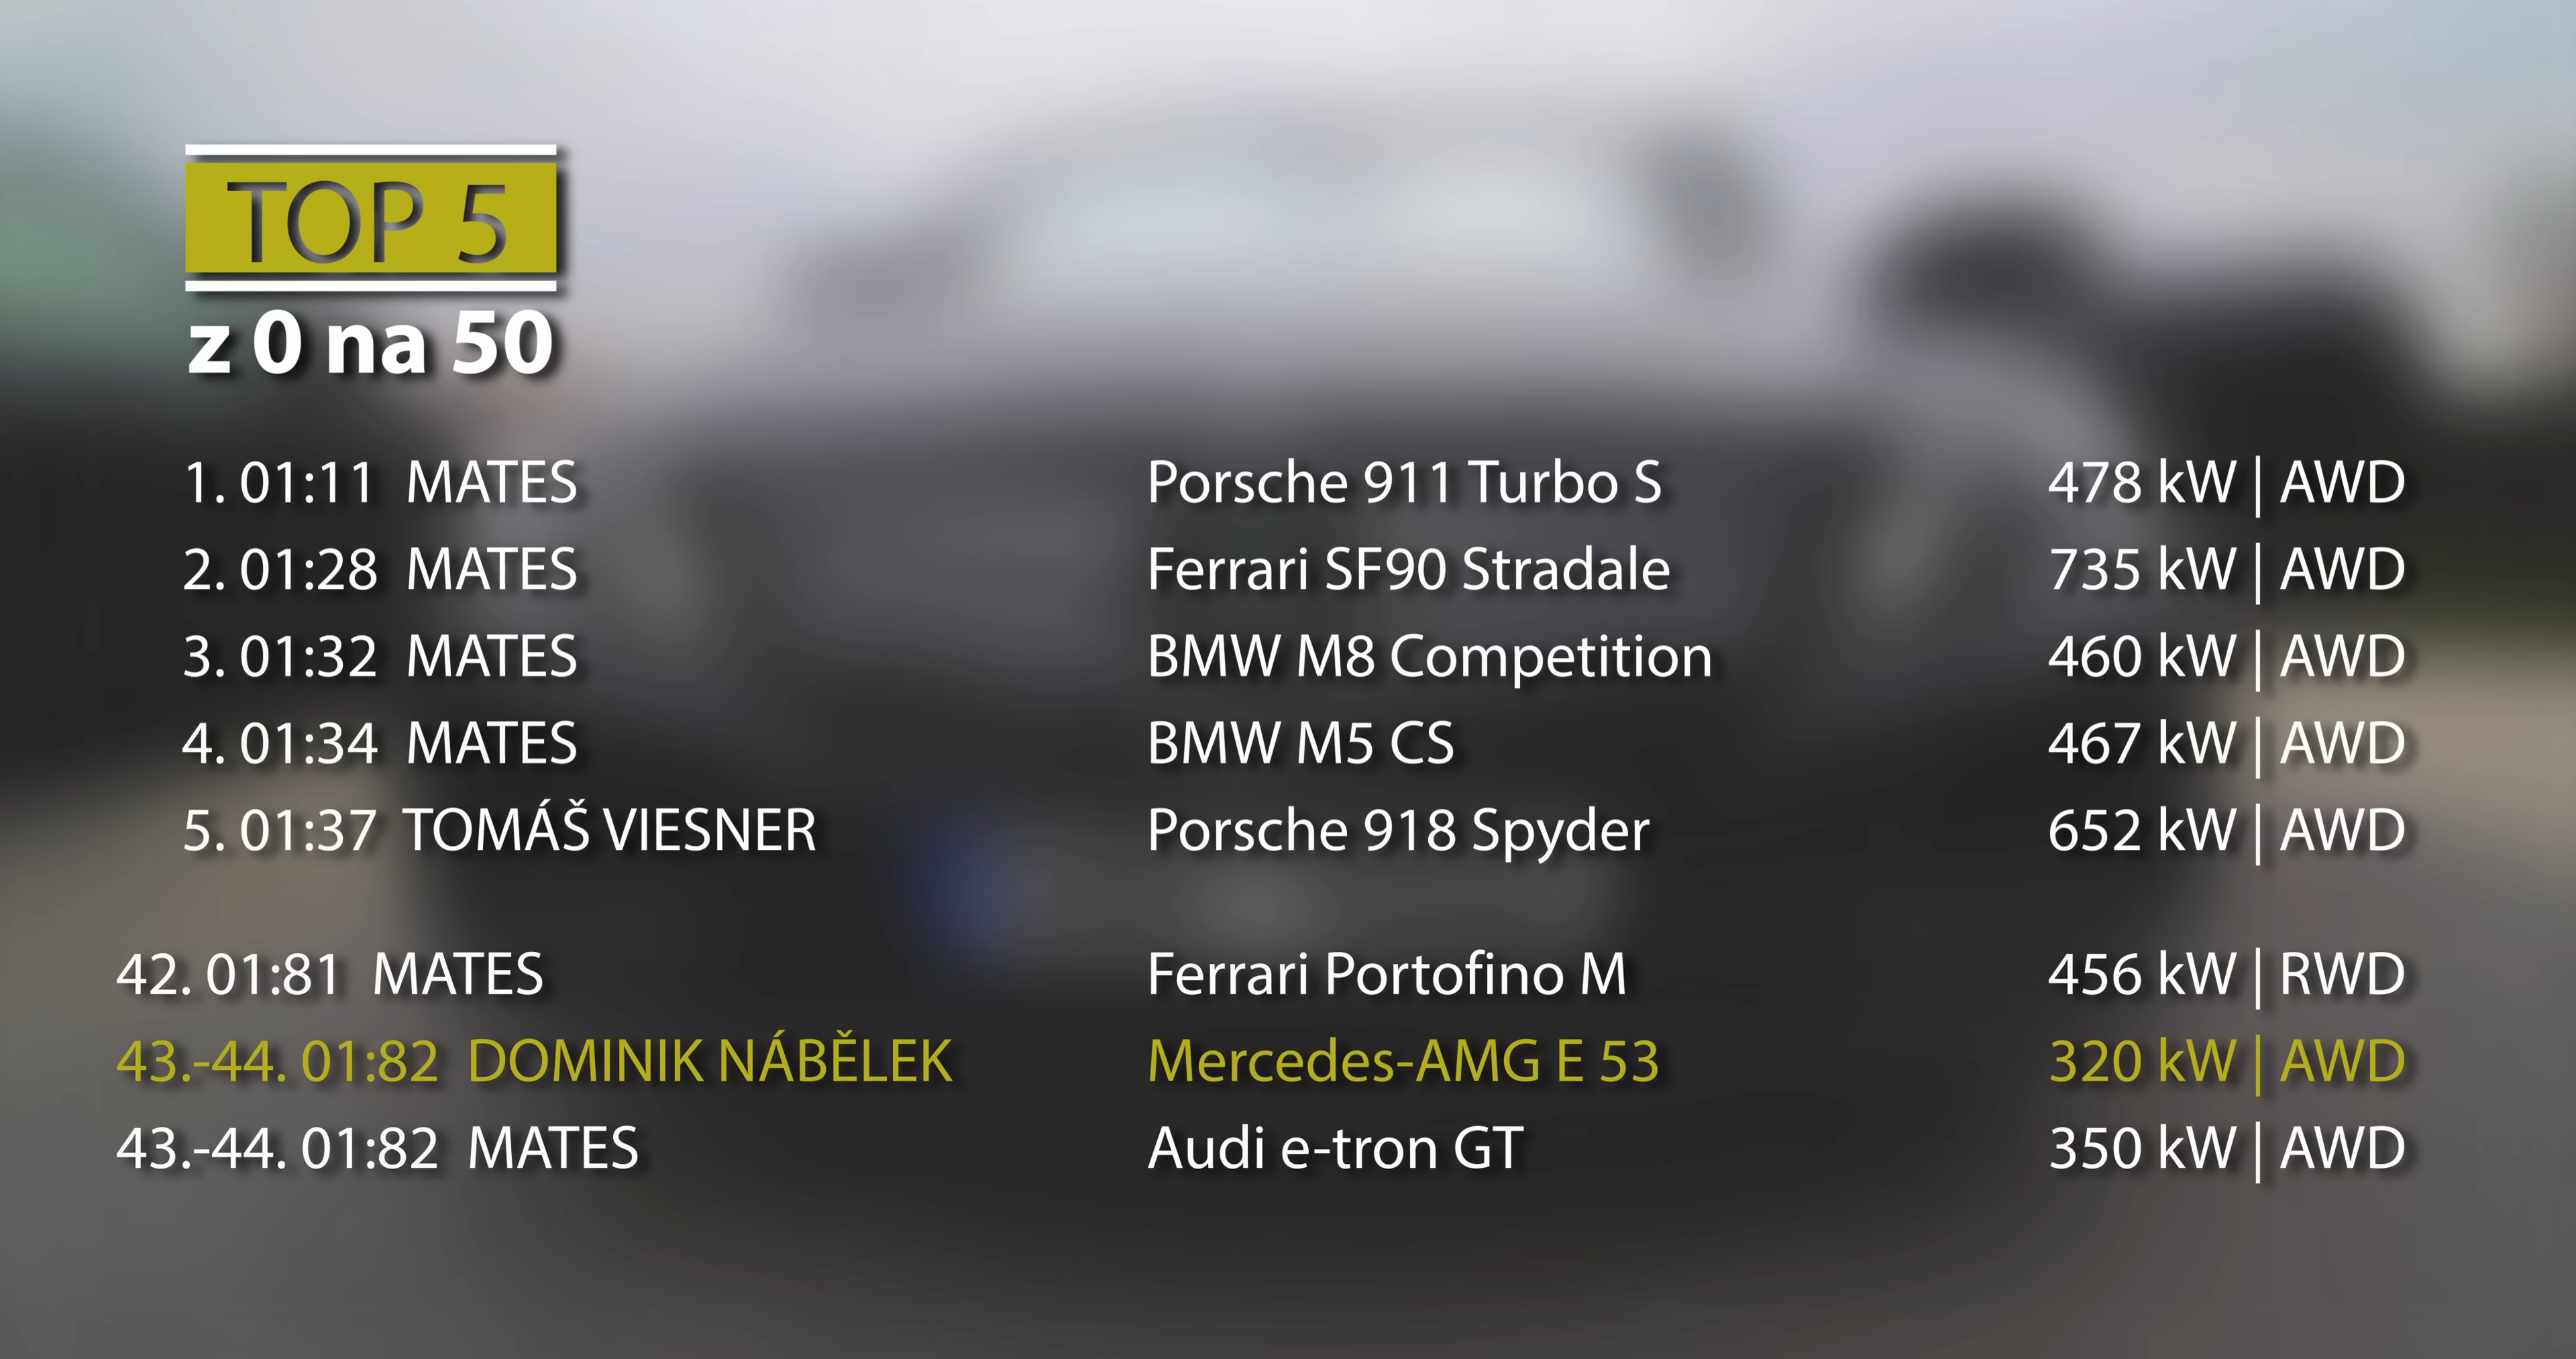 TOP 5
z 0 na 50
1. 01:11 MATES Porsche 911 Turbo S 478 kW | AWD
2. 01:28 MATES Ferrari SF90 Stradale 735 kW | AWD
3. 01:32 MATES BMW M8 Competition 460 kW | AWD
4. 01:34 MATES BMW M5 CS 467 kW | AWD
5. 01:37 TOMÁŠ VIESNER Porsche 918 Spyder 652 kW | AWD
42. 01:81 MATES Ferrari Portofino M 456 kW | RWD
43.-44. 01:82 DOMINIK NÁBĚLEK Mercedes-AMG E 53 320 kW | AWD
43.-44. 01:82 MATES Audi e-tron GT 350 kW | AWD